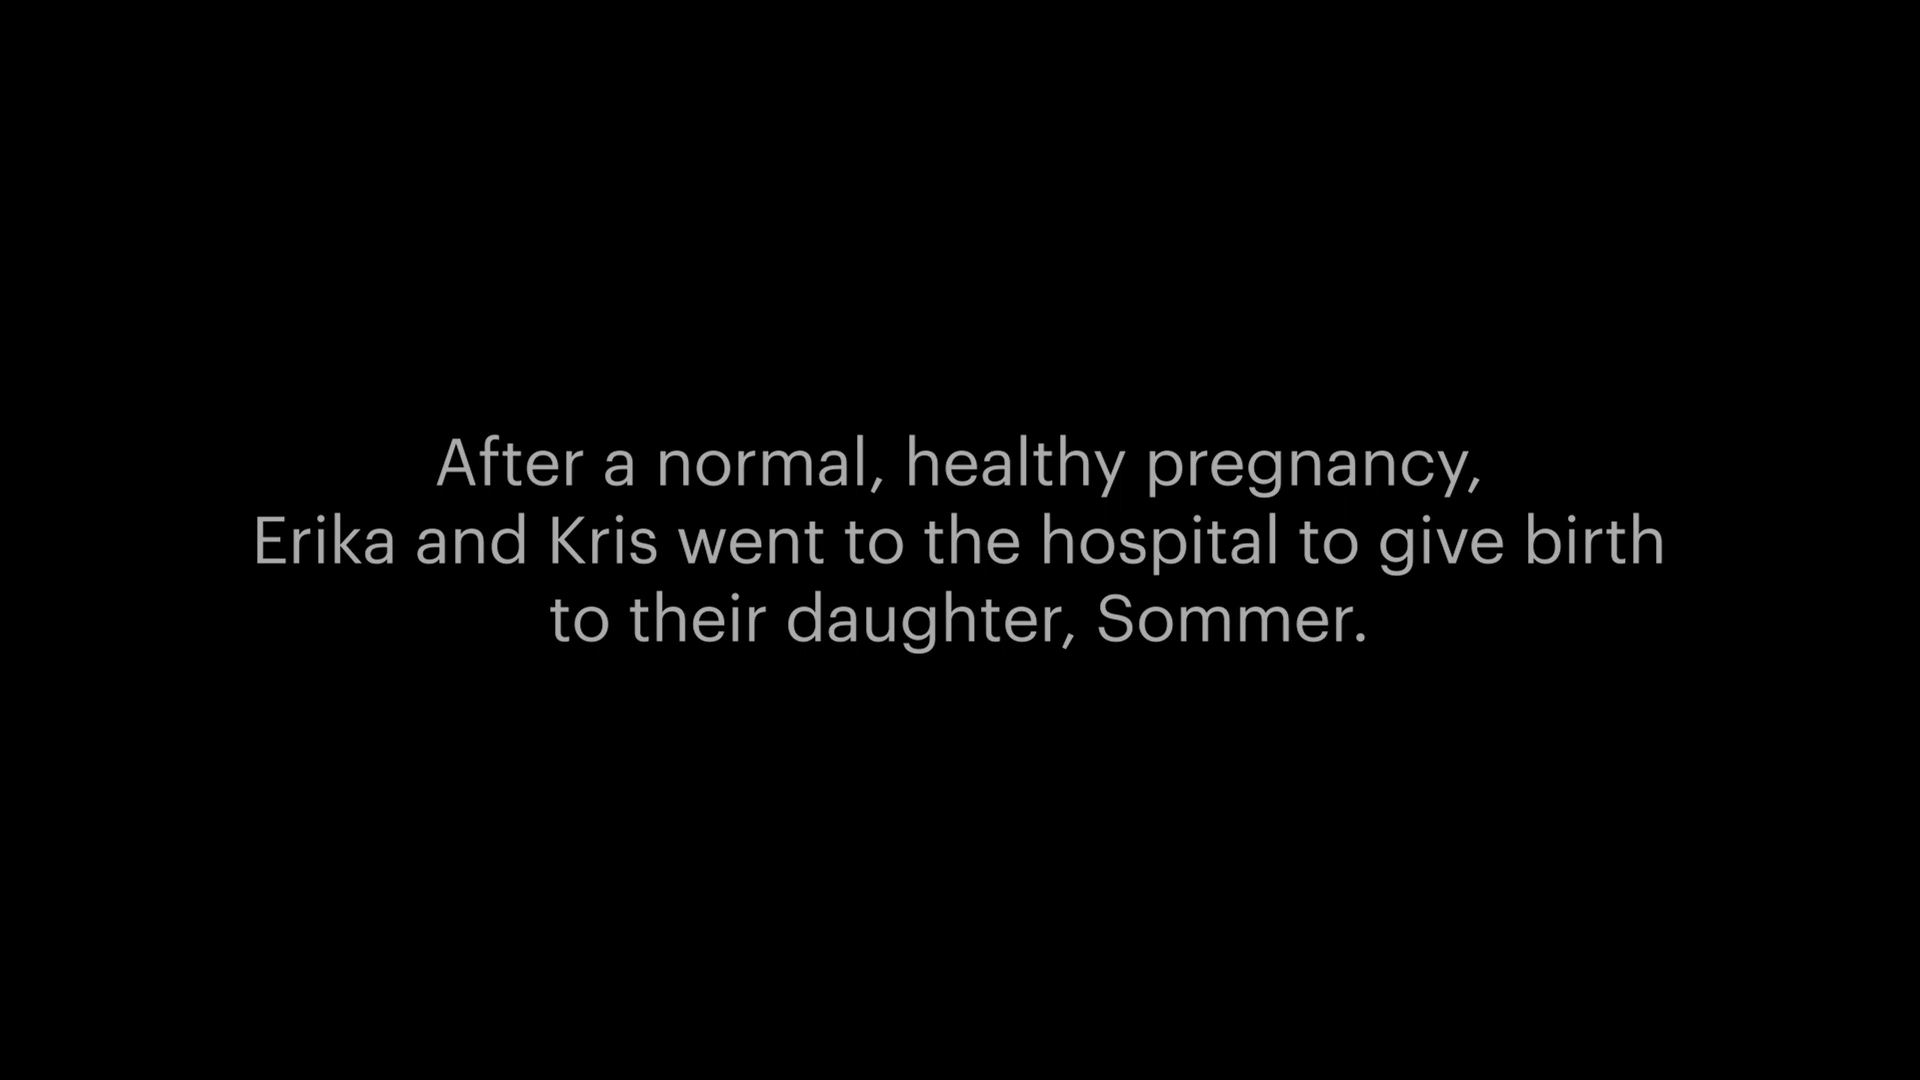 After a normal, healthy pregnancy,
Erika and Kris went to the hospital to give birth
to their daughter, Sommer.